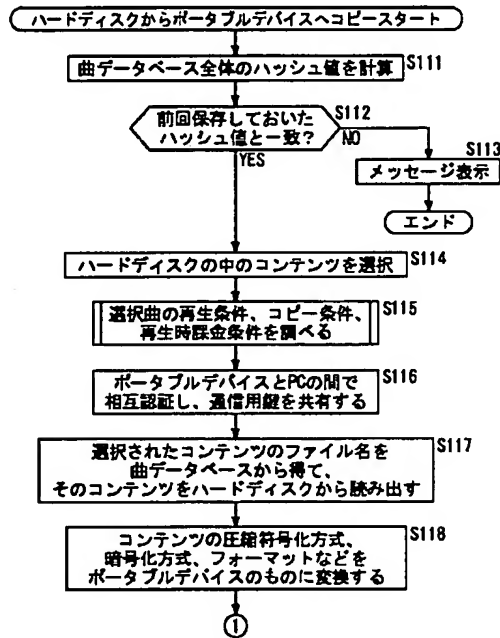 ハードディスクからポータブルデバイスへコピースタート
S111
曲データベース全体のハッシュ値を計算
S112
前回保存しておいた
ハッシュ値と一致?
NO
YES
S113
メッセージ表示
エンド
S114
ハードディスクの中のコンテンツを選択
S115
選択曲の再生条件、コピー条件、
再生時課金条件を調べる
S116
ポータブルデバイスとPCの間で
相互認証し、通信用鍵を共有する
S117
選択されたコンテンツのファイル名を
曲データベースから得て、
そのコンテンツをハードディスクから読み出す
S118
コンテンツの圧縮符号化方式、
暗号化方式、フォーマットなどを
ポータブルデバイスのものに変換する
①